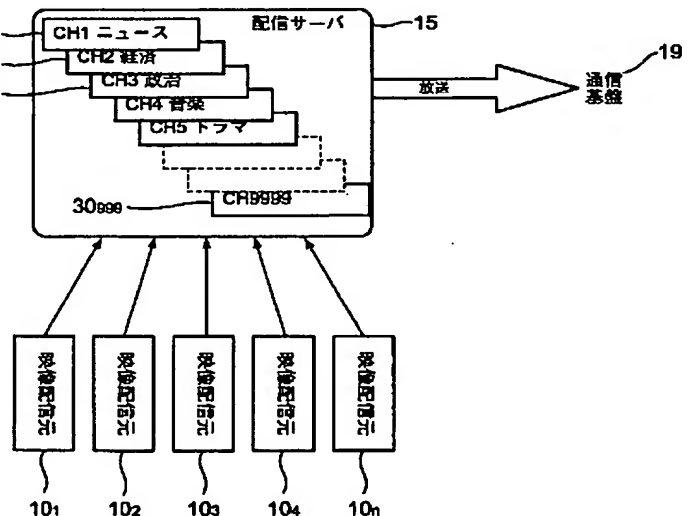 配信サーバ
15
CH1 ニュース
CH2 経済
CH3 政治
CH4 音楽
CH5 ドラマ
CH9999
30999
放送
通信
基盤
19
映像配信元
映像配信元
映像配信元
映像配信元
映像配信元
101
102
103
104
10n